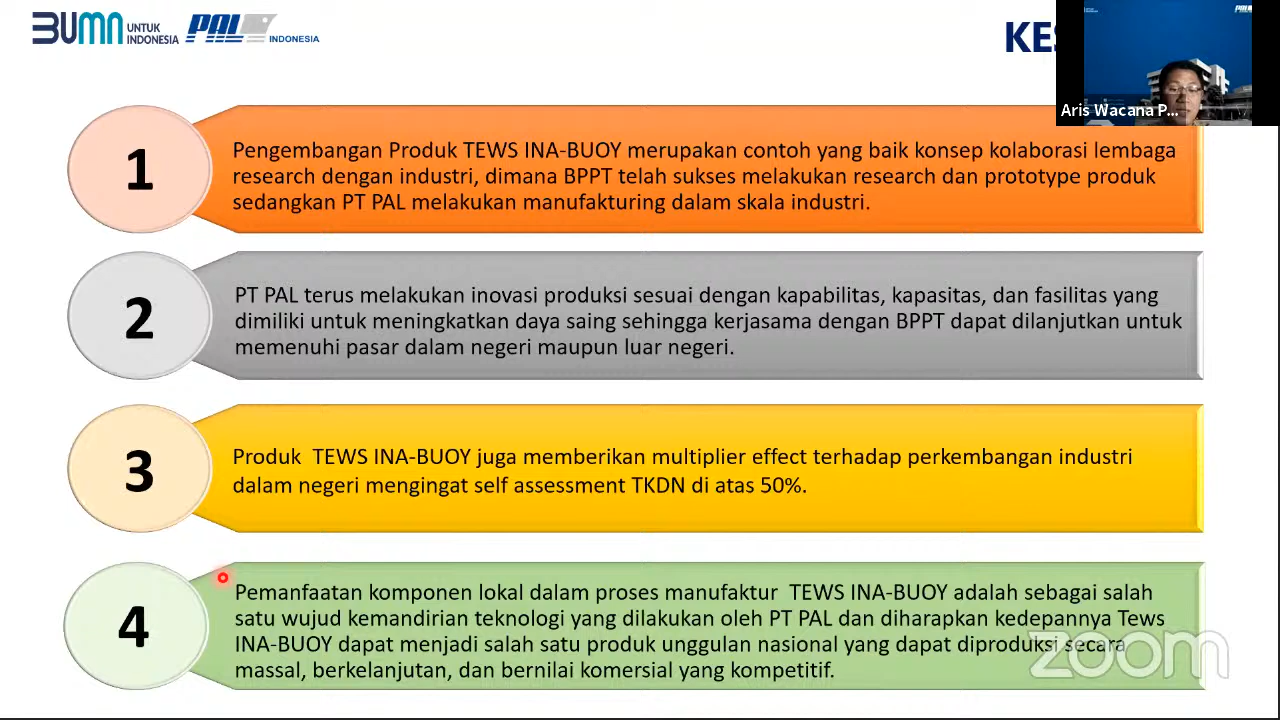 BUMN UNTUK INDONESIA
PAL INDONESIA
Aris Wacana P...
1
Pengembangan Produk TEWS INA-BUOY merupakan contoh yang baik konsep kolaborasi lembaga
research dengan industri, dimana BPPT telah sukses melakukan research dan prototype produk
sedangkan PT PAL melakukan manufakturing dalam skala industri.
2
PT PAL terus melakukan inovasi produksi sesuai dengan kapabilitas, kapasitas, dan fasilitas yang
dimiliki untuk meningkatkan daya saing sehingga kerjasama dengan BPPT dapat dilanjutkan untuk
memenuhi pasar dalam negeri maupun luar negeri.
3
Produk TEWS INA-BUOY juga memberikan multiplier effect terhadap perkembangan industri
dalam negeri mengingat self assessment TKDN di atas 50%.
4
Pemanfaatan komponen lokal dalam proses manufaktur TEWS INA-BUOY adalah sebagai salah
satu wujud kemandirian teknologi yang dilakukan oleh PT PAL dan diharapkan kedepannya Tews
INA-BUOY dapat menjadi salah satu produk unggulan nasional yang dapat diproduksi secara
massal, berkelanjutan, dan bernilai komersial yang kompetitif.
zoom